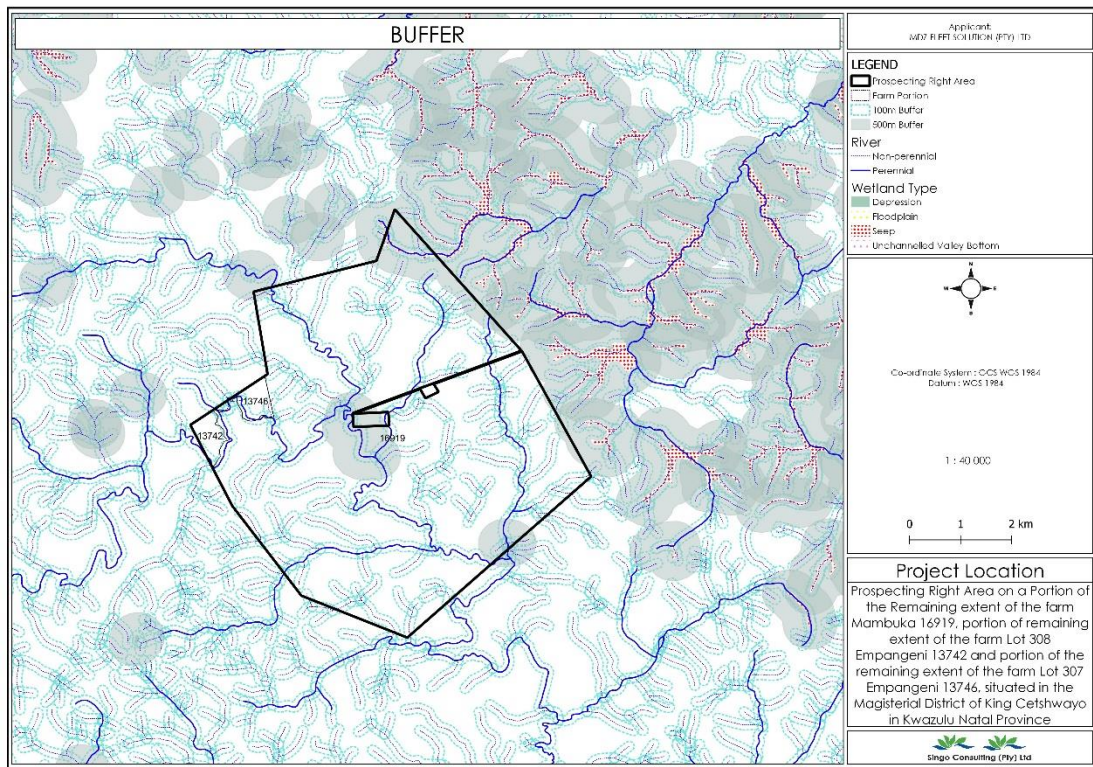 BUFFER
Applicant:
MDZ FLEET SOLUTION (PTY) LTD
LEGEND
Prospecting Right Area
Farm Portion
100m Buffer
500m Buffer
River
Non-perennial
Perennial
Wetland Type
Depression
Floodplain
Seep
Unchannelled Valley Bottom
N
W
E
S
Co-ordinate System : GCS WGS 1984
Datum : WGS 1984
1 : 40 000
0 1 2 km
Project Location
Prospecting Right Area on a Portion of
the Remaining extent of the farm
Mambuka 16919, portion of remaining
extent of the farm Lot 308
Empangeni 13742 and portion of the
remaining extent of the farm Lot 307
Empangeni 13746, situated in the
Magisterial District of King Cetshwayo
in Kwazulu Natal Province
Singo Consulting (Pty) Ltd
13746
13742
16919